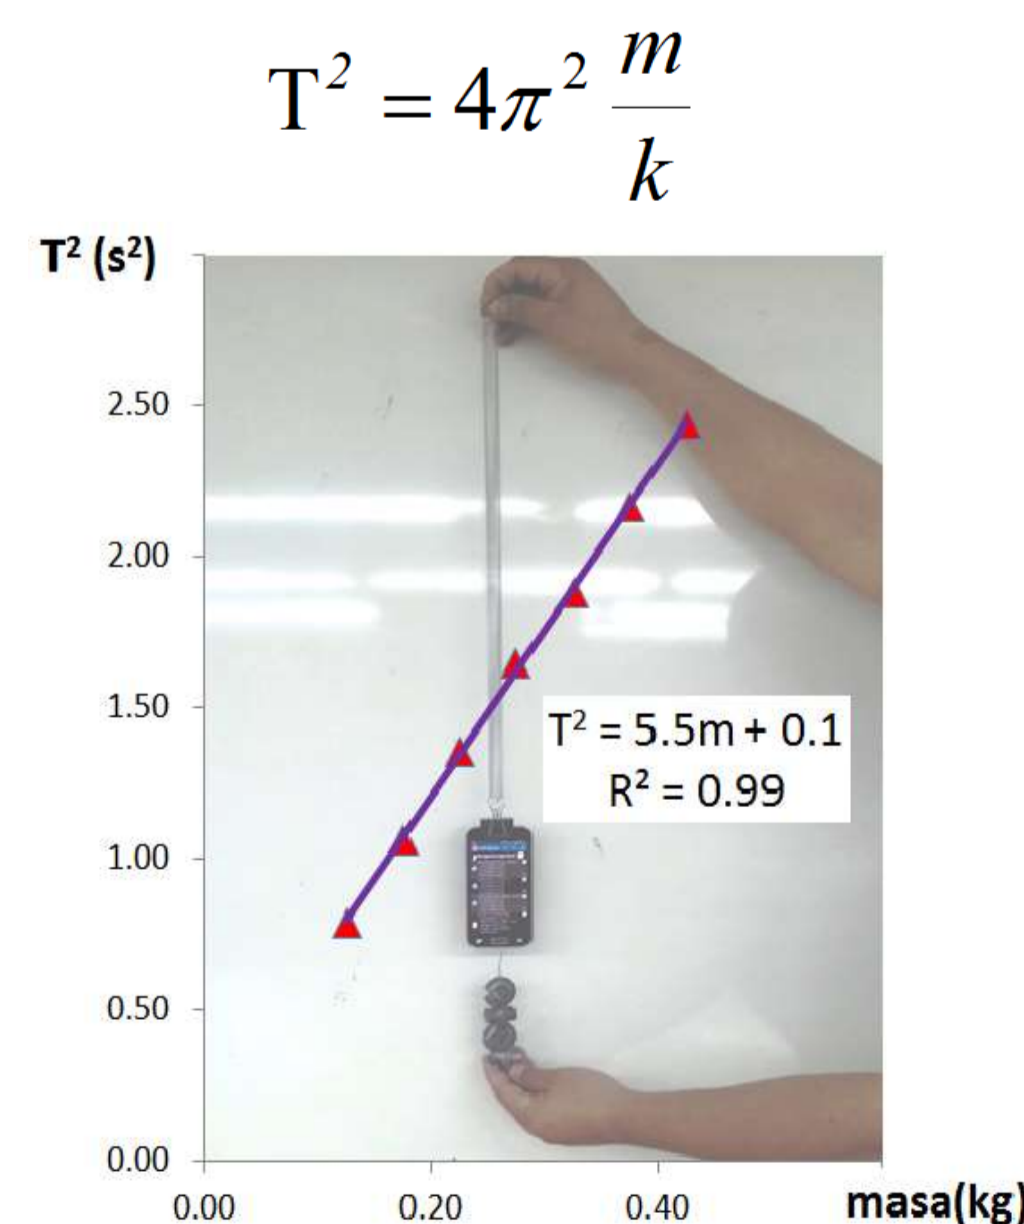 T² = 4π² m/k
T² (s²)
2.50
2.00
1.50
1.00
0.50
0.00
T² = 5.5m + 0.1
R² = 0.99
0.00 0.20 0.40 masa(kg)